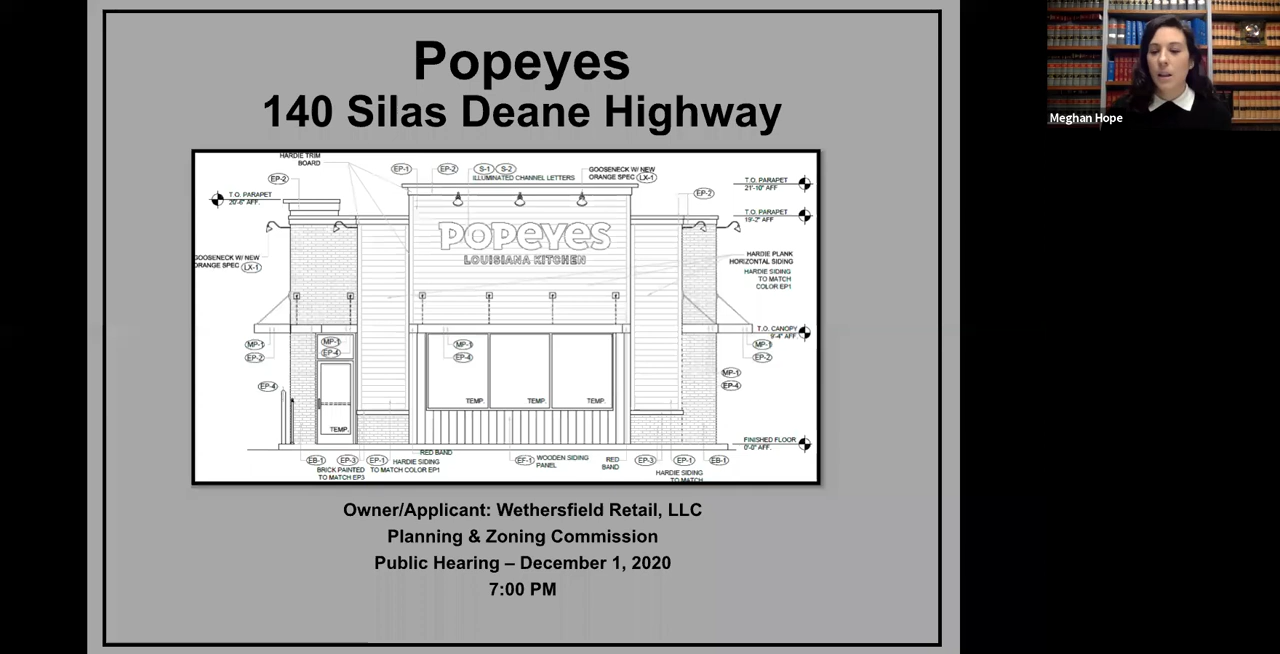 Popeyes
140 Silas Deane Highway
HARDIE TRIM
BOARD
EP-1
EP-2
S-1
S-2
ILLUMINATED CHANNEL LETTERS
GOOSENECK W/ NEW
ORANGE SPEC LX-1
EP-2
T.O. PARAPET
20'-6" AFF.
EP-2
T.O. PARAPET
21'-10" AFF
T.O. PARAPET
19'-2" AFF
POPEYES
LOUISIANA KITCHEN
GOOSENECK W/ NEW
ORANGE SPEC LX-1
HARDIE PLANK
HORIZONTAL SIDING
HARDIE SIDING
TO MATCH
COLOR EP1
T.O. CANOPY
9'-4" AFF.
MP-1
EP-2
MP-1
EP-4
MP-1
EP-4
MP-1
EP-2
MP-1
EP-4
EP-4
TEMP.
TEMP.
TEMP.
TEMP.
FINISHED FLOOR
0'-0" AFF.
EB-1
EP-3
EP-1
BRICK PAINTED
TO MATCH EP3
RED BAND
HARDIE SIDING
TO MATCH COLOR EP1
EF-1
WOODEN SIDING
PANEL
RED
BAND
EP-3
EP-1
EB-1
HARDIE SIDING
TO MATCH
Owner/Applicant: Wethersfield Retail, LLC
Planning & Zoning Commission
Public Hearing – December 1, 2020
7:00 PM
Meghan Hope